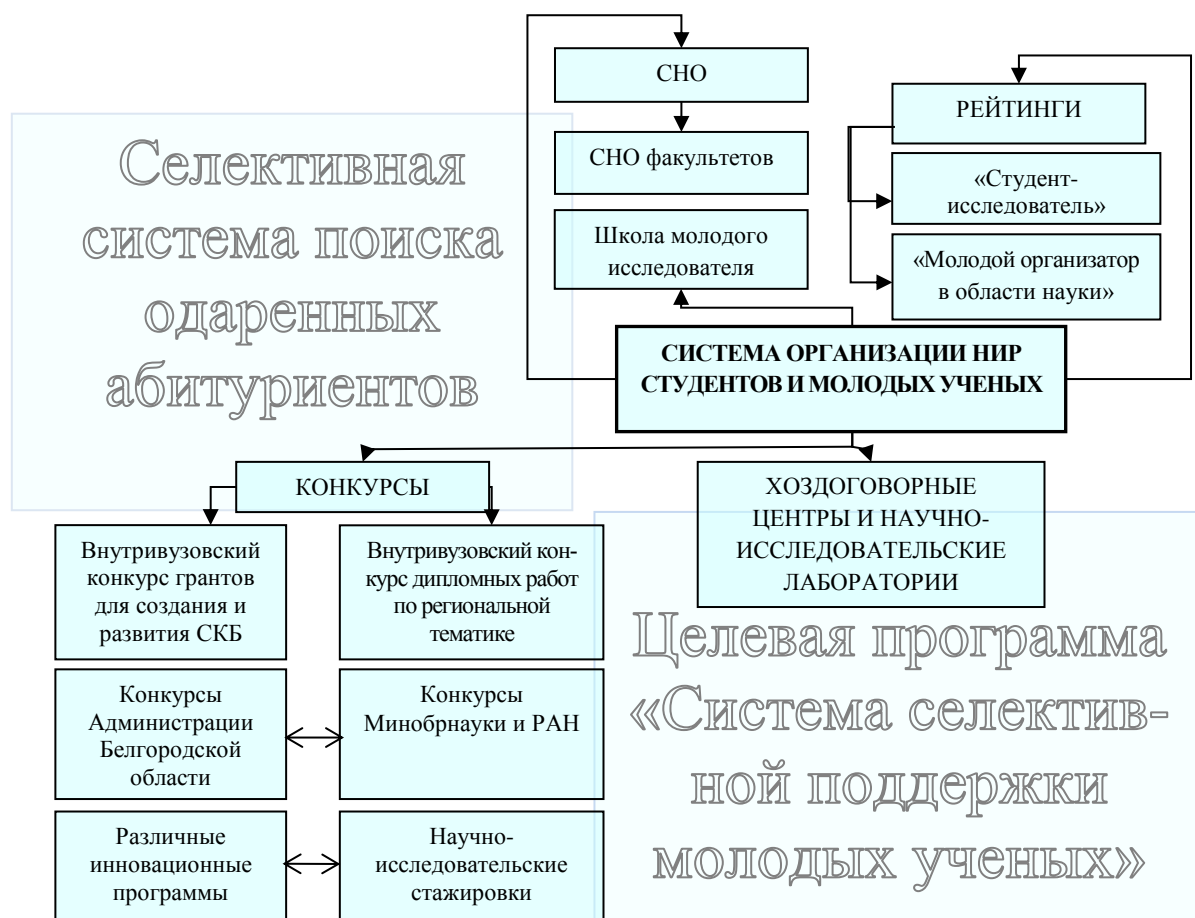 СНО
РЕЙТИНГИ
СНО факультетов
«Студент-
исследователь»
Школа молодого
исследователя
«Молодой организатор
в области науки»
Селективная
система поиска
одаренных
абитуриентов
СИСТЕМА ОРГАНИЗАЦИИ НИР
СТУДЕНТОВ И МОЛОДЫХ УЧЕНЫХ
КОНКУРСЫ
ХОЗДОГОВОРНЫЕ
ЦЕНТРЫ И НАУЧНО-
ИССЛЕДОВАТЕЛЬСКИЕ
ЛАБОРАТОРИИ
Внутривузовский
конкурс грантов
для создания и
развития СКБ
Внутривузовский кон-
курс дипломных работ
по региональной
тематике
Конкурсы
Администрации
Белгородской
области
Конкурсы
Минобрнауки и РАН
Различные
инновационные
программы
Научно-
исследовательские
стажировки
Целевая программа
«Система селектив-
ной поддержки
молодых ученых»